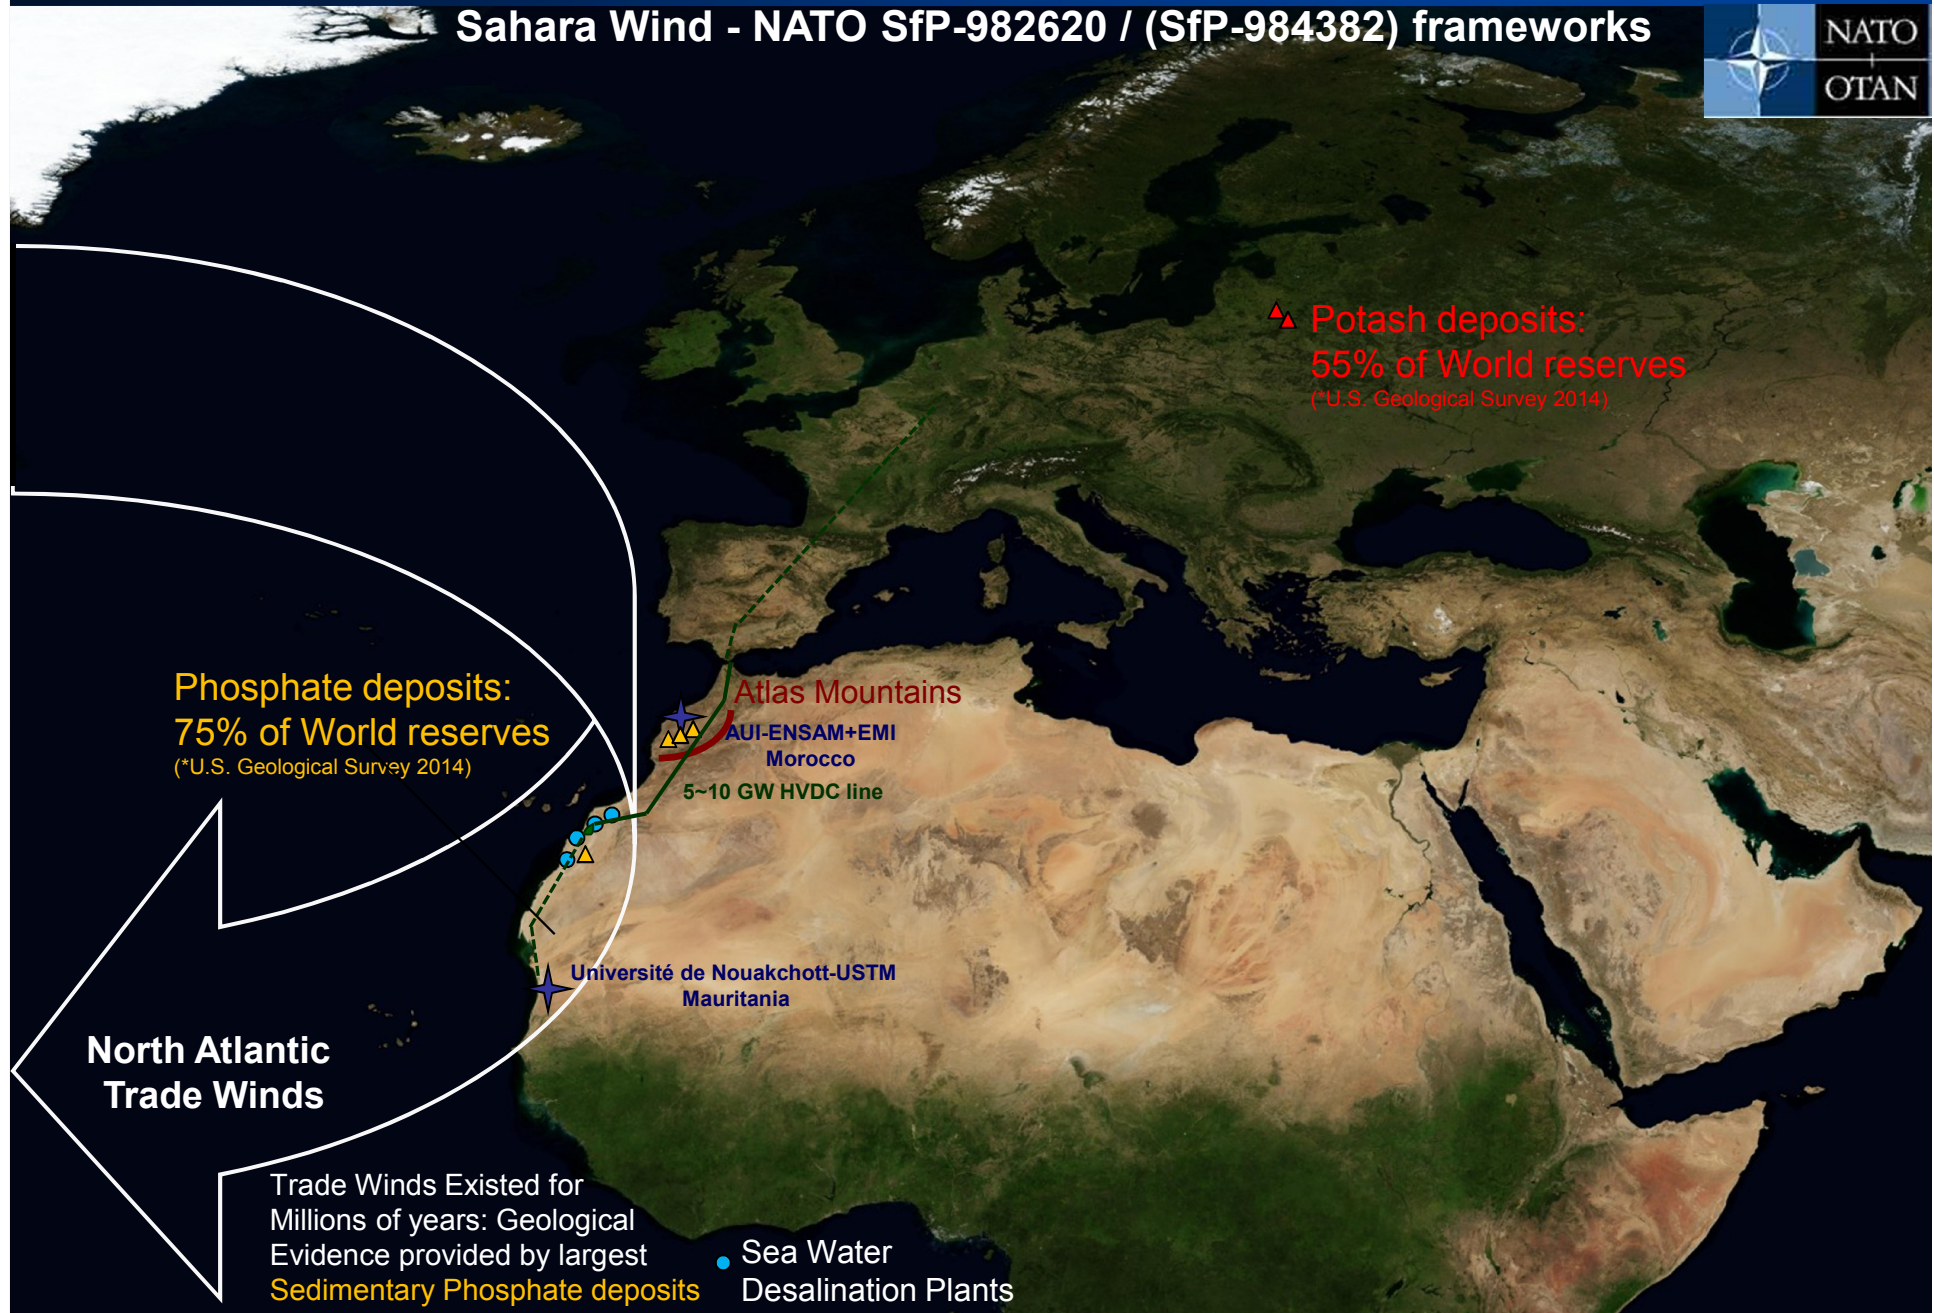 Sahara Wind - NATO SfP-982620 / (SfP-984382) frameworks
NATO
OTAN
Potash deposits:
55% of World reserves
(*U.S. Geological Survey 2014)
Phosphate deposits:
75% of World reserves
(*U.S. Geological Survey 2014)
Atlas Mountains
AUI-ENSAM+EMI
Morocco
5~10 GW HVDC line
Université de Nouakchott-USTM
Mauritania
North Atlantic
Trade Winds
Trade Winds Existed for
Millions of years: Geological
Evidence provided by largest
Sedimentary Phosphate deposits
Sea Water
Desalination Plants